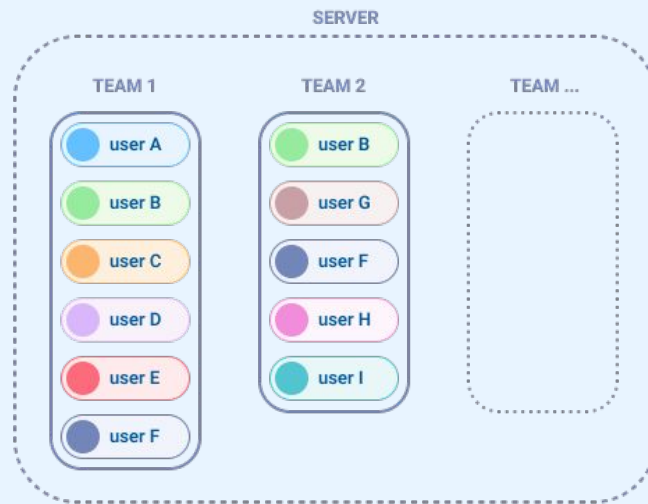 SERVER
TEAM 1
user A
user B
user C
user D
user E
user F
TEAM 2
user B
user G
user F
user H
user I
TEAM ...